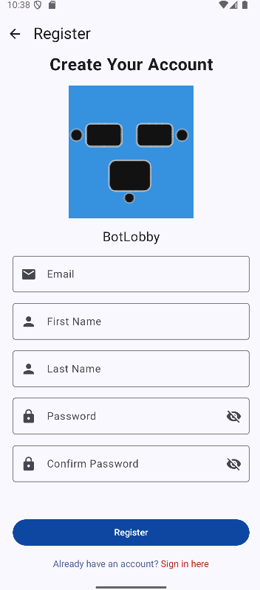 10:38
Register
Create Your Account
BotLobby
Email
First Name
Last Name
Password
Confirm Password
Register
Already have an account? Sign in here